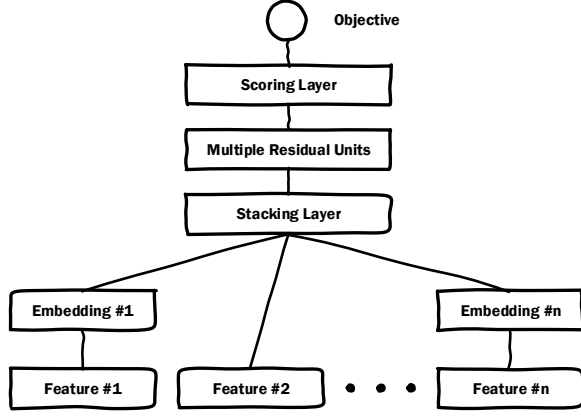 Objective
Scoring Layer
Multiple Residual Units
Stacking Layer
Embedding #1
Embedding #n
Feature #1
Feature #2
Feature #n